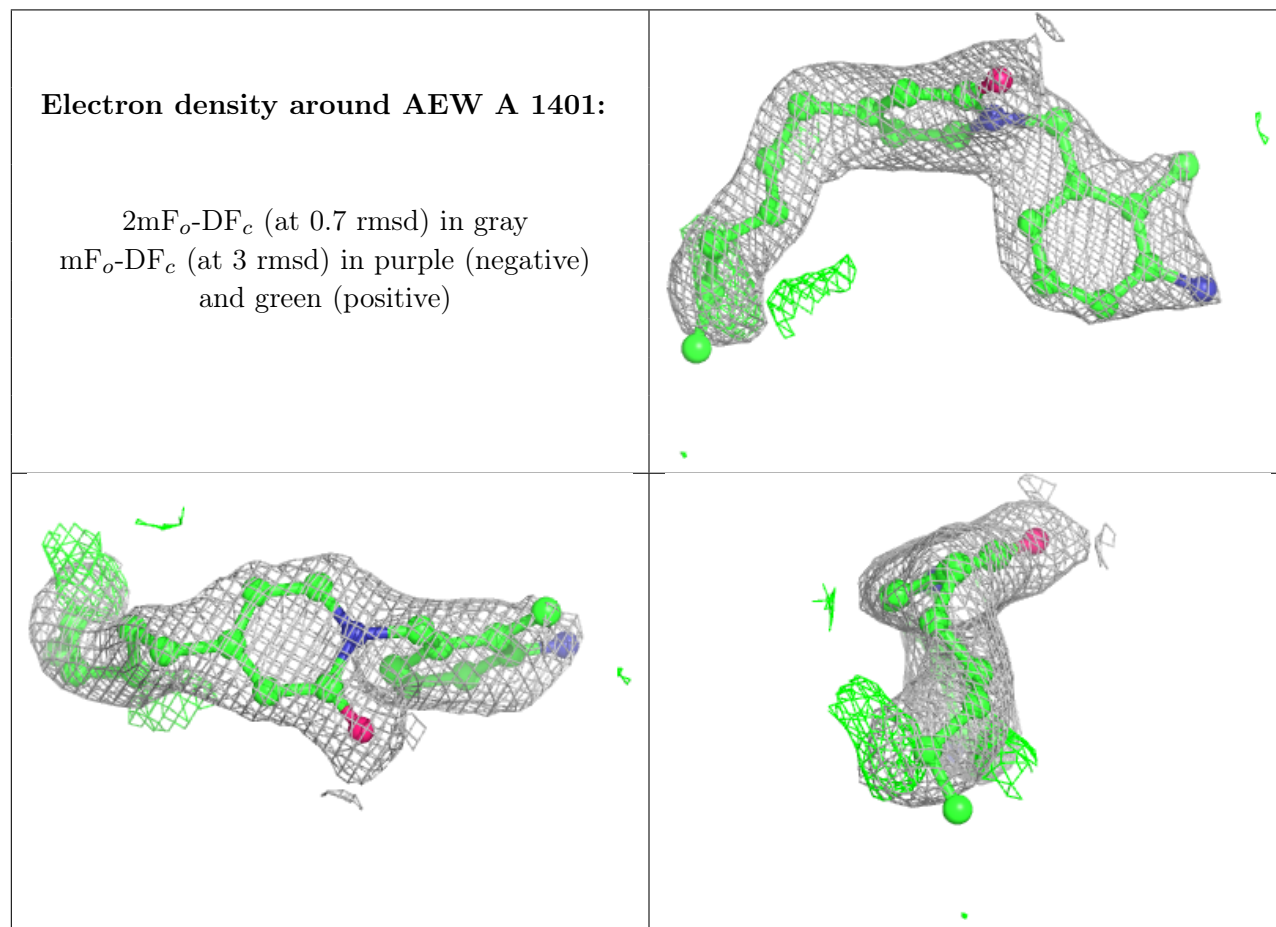 Electron density around AEW A 1401:
2mFo-DFc (at 0.7 rmsd) in gray
mFo-DFc (at 3 rmsd) in purple (negative)
and green (positive)